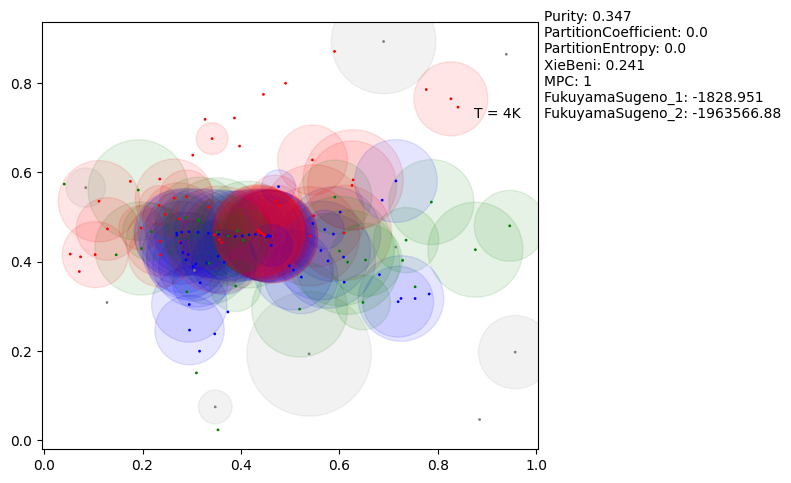 Purity: 0.347
PartitionCoefficient: 0.0
PartitionEntropy: 0.0
XieBeni: 0.241
MPC: 1
FukuyamaSugeno_1: -1828.951
FukuyamaSugeno_2: -1963566.88
T = 4K
0.8
0.6
0.4
0.2
0.0
0.0 0.2 0.4 0.6 0.8 1.0